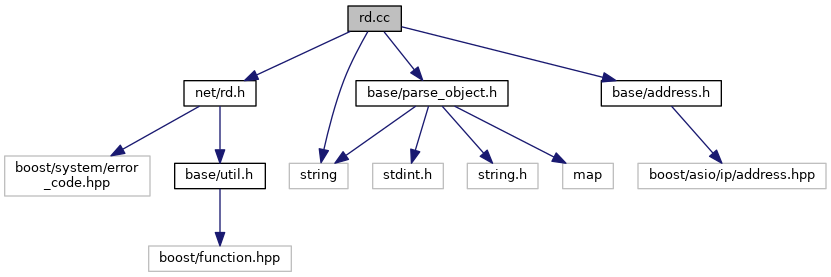 rd.cc
net/rd.h
base/parse_object.h
base/address.h
boost/system/error
_code.hpp
base/util.h
string
stdint.h
string.h
map
boost/asio/ip/address.hpp
boost/function.hpp